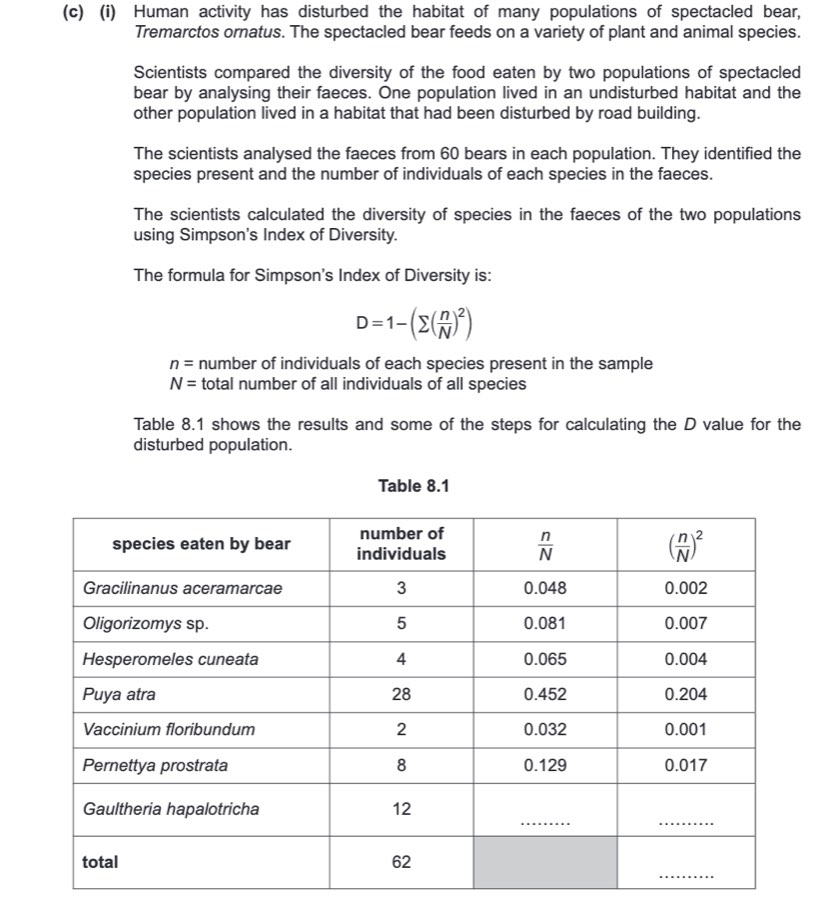 (c) (i) Human activity has disturbed the habitat of many populations of spectacled bear,
Tremarctos ornatus. The spectacled bear feeds on a variety of plant and animal species.
Scientists compared the diversity of the food eaten by two populations of spectacled
bear by analysing their faeces. One population lived in an undisturbed habitat and the
other population lived in a habitat that had been disturbed by road building.
The scientists analysed the faeces from 60 bears in each population. They identified the
species present and the number of individuals of each species in the faeces.
The scientists calculated the diversity of species in the faeces of the two populations
using Simpson's Index of Diversity.
The formula for Simpson's Index of Diversity is:
D=1–(Σ(n/N)²)
n = number of individuals of each species present in the sample
N = total number of all individuals of all species
Table 8.1 shows the results and some of the steps for calculating the D value for the
disturbed population.
Table 8.1
species eaten by bear number of individuals n/N (n/N)²
Gracilinanus aceramarcae 3 0.048 0.002
Oligorizomys sp. 5 0.081 0.007
Hesperomeles cuneata 4 0.065 0.004
Puya atra 28 0.452 0.204
Vaccinium floribundum 2 0.032 0.001
Pernettya prostrata 8 0.129 0.017
Gaultheria hapalotricha 12 ......... ..........
total 62 ..........